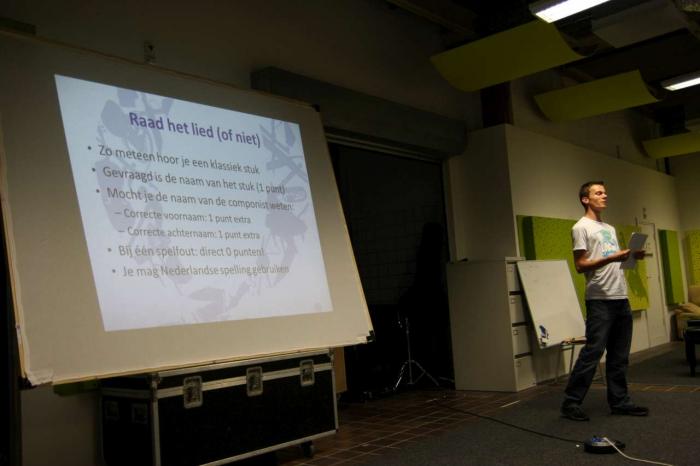 Raad het lied (of niet)
• Zo meteen hoor je een klassiek stuk
• Gevraagd is de naam van het stuk (1 punt)
• Mocht je de naam van de componist weten:
– Correcte voornaam: 1 punt extra
– Correcte achternaam: 1 punt extra
• Bij één spelfout: direct 0 punten!
• Je mag Nederlandse spelling gebruiken